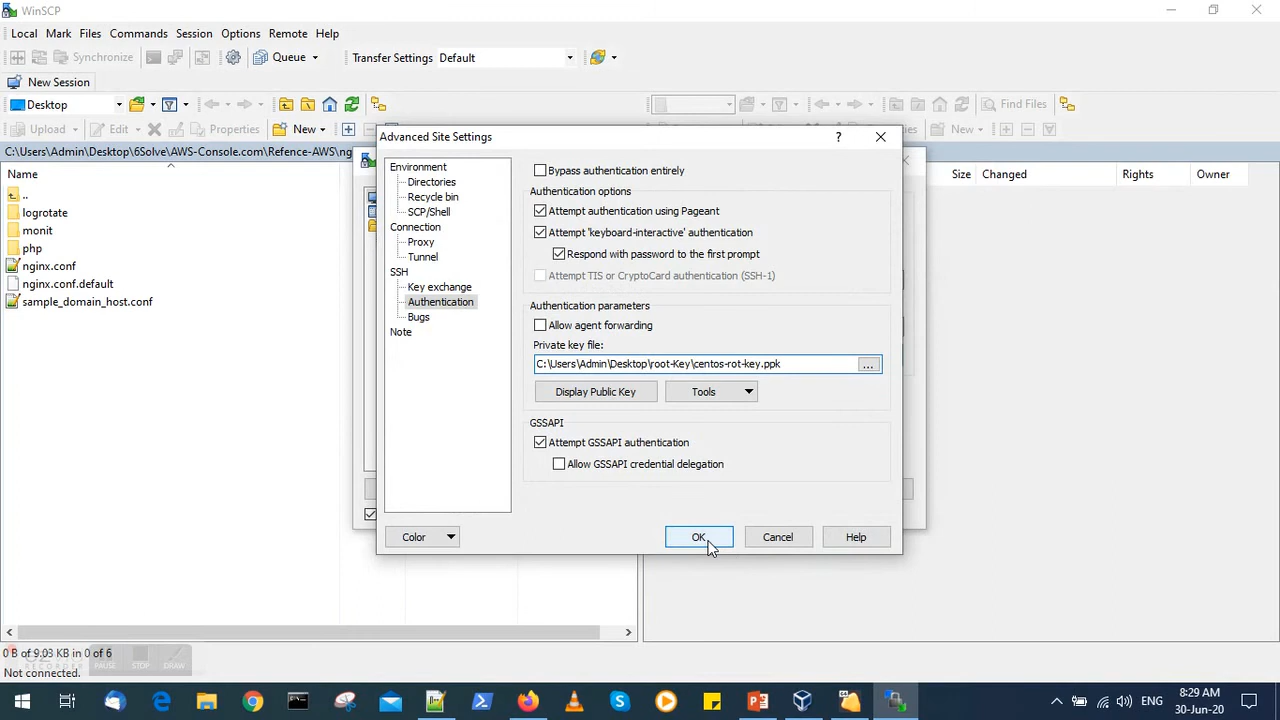 WinSCP
Local Mark Files Commands Session Options Remote Help
Synchronize Queue Transfer Settings Default
New Session
Desktop Find Files
Upload Edit Properties New New
C:\Users\Admin\Desktop\6Solve\AWS-Console.com\Refence-AWS\ng
Name Size Changed Rights Owner
..
logrotate
monit
php
nginx.conf
nginx.conf.default
sample_domain_host.conf
Advanced Site Settings ?
Environment
Directories
Recycle bin
SCP/Shell
Connection
Proxy
Tunnel
SSH
Key exchange
Authentication
Bugs
Note
Bypass authentication entirely
Authentication options
Attempt authentication using Pageant
Attempt 'keyboard-interactive' authentication
Respond with password to the first prompt
Attempt TIS or CryptoCard authentication (SSH-1)
Authentication parameters
Allow agent forwarding
Private key file:
C:\Users\Admin\Desktop\root-Key\centos-rot-key.ppk
...
Display Public Key Tools
GSSAPI
Attempt GSSAPI authentication
Allow GSSAPI credential delegation
Color OK Cancel Help
0 B of 9.03 KB in 0 of 6
PAUSE STOP DRAW
Not connected.
ENG
8:29 AM
30-Jun-20